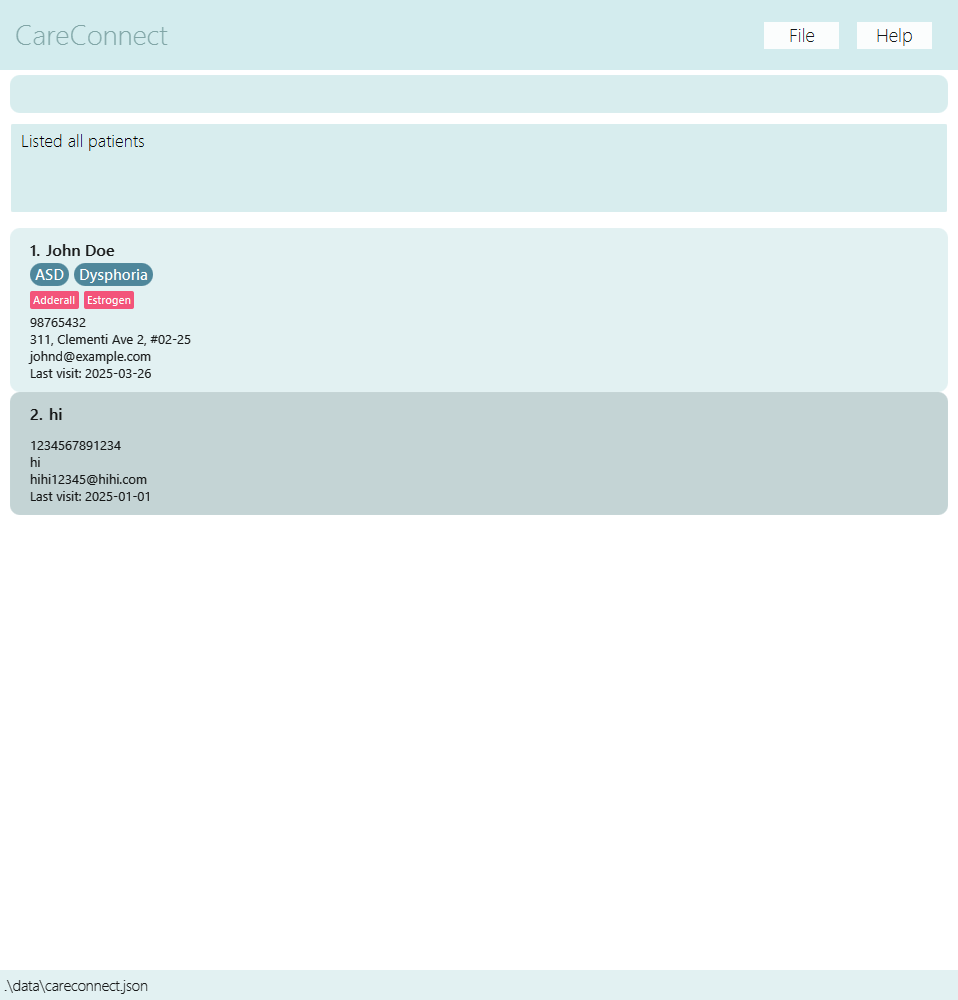 CareConnect
File Help
Listed all patients
1. John Doe
ASD Dysphoria
Adderall Estrogen
98765432
311, Clementi Ave 2, #02-25
johnd@example.com
Last visit: 2025-03-26
2. hi
1234567891234
hi
hihi12345@hihi.com
Last visit: 2025-01-01
.\data\careconnect.json